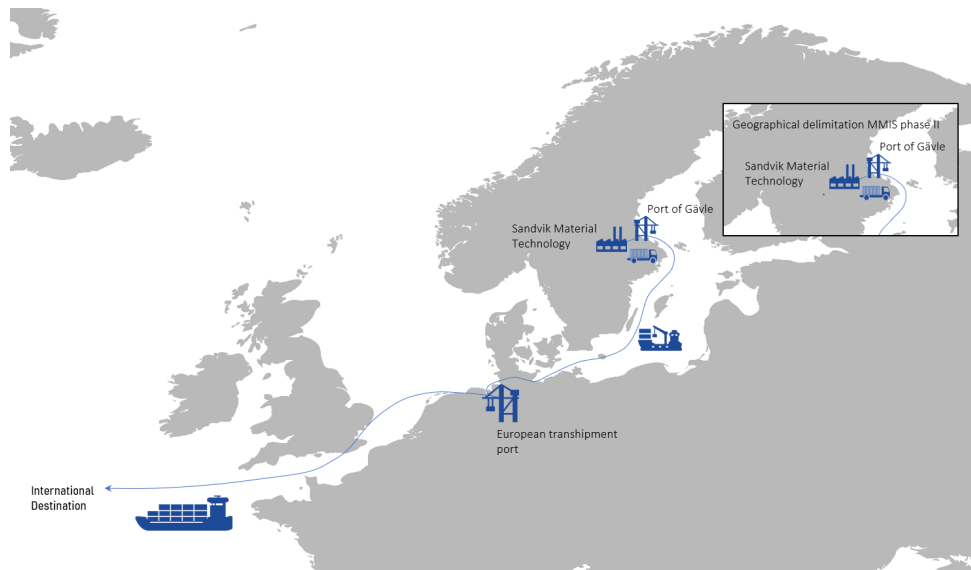 Geographical delimitation MMIS phase II
Port of Gävle
Sandvik Material
Technology
Port of Gävle
Sandvik Material
Technology
European transhipment
port
International
Destination